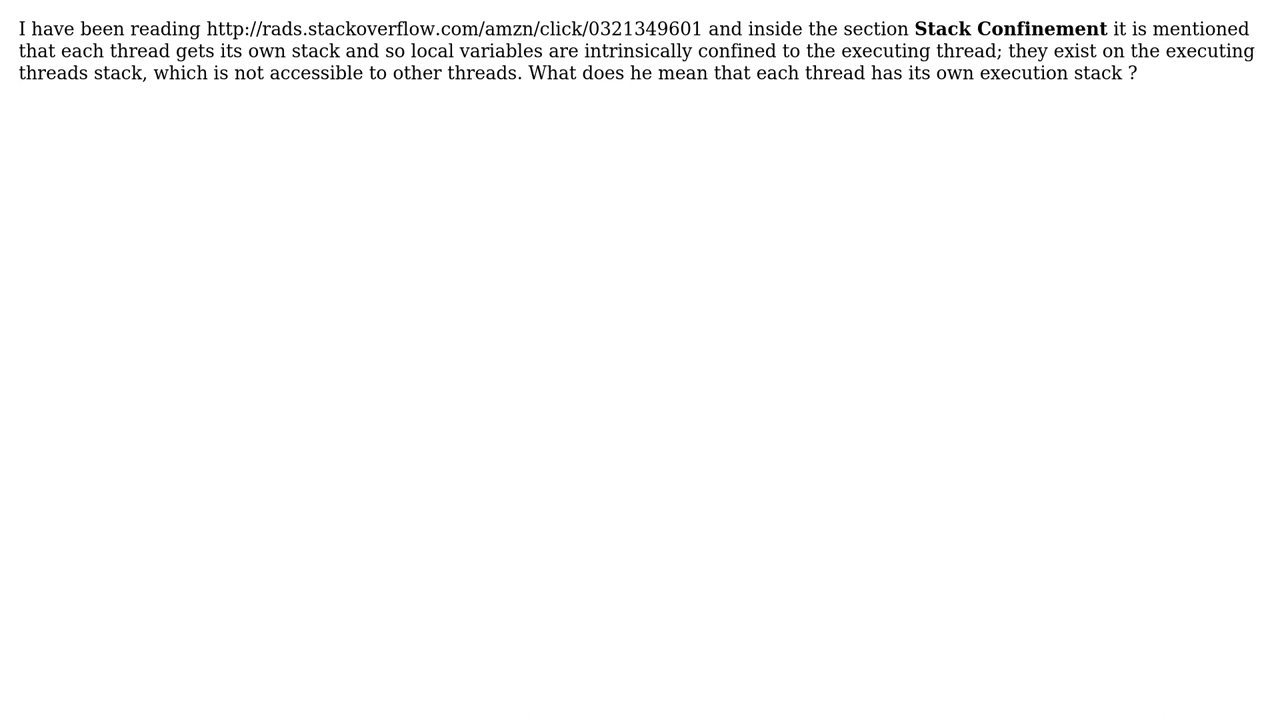 I have been reading http://rads.stackoverflow.com/amzn/click/0321349601 and inside the section Stack Confinement it is mentioned
that each thread gets its own stack and so local variables are intrinsically confined to the executing thread; they exist on the executing
threads stack, which is not accessible to other threads. What does he mean that each thread has its own execution stack ?